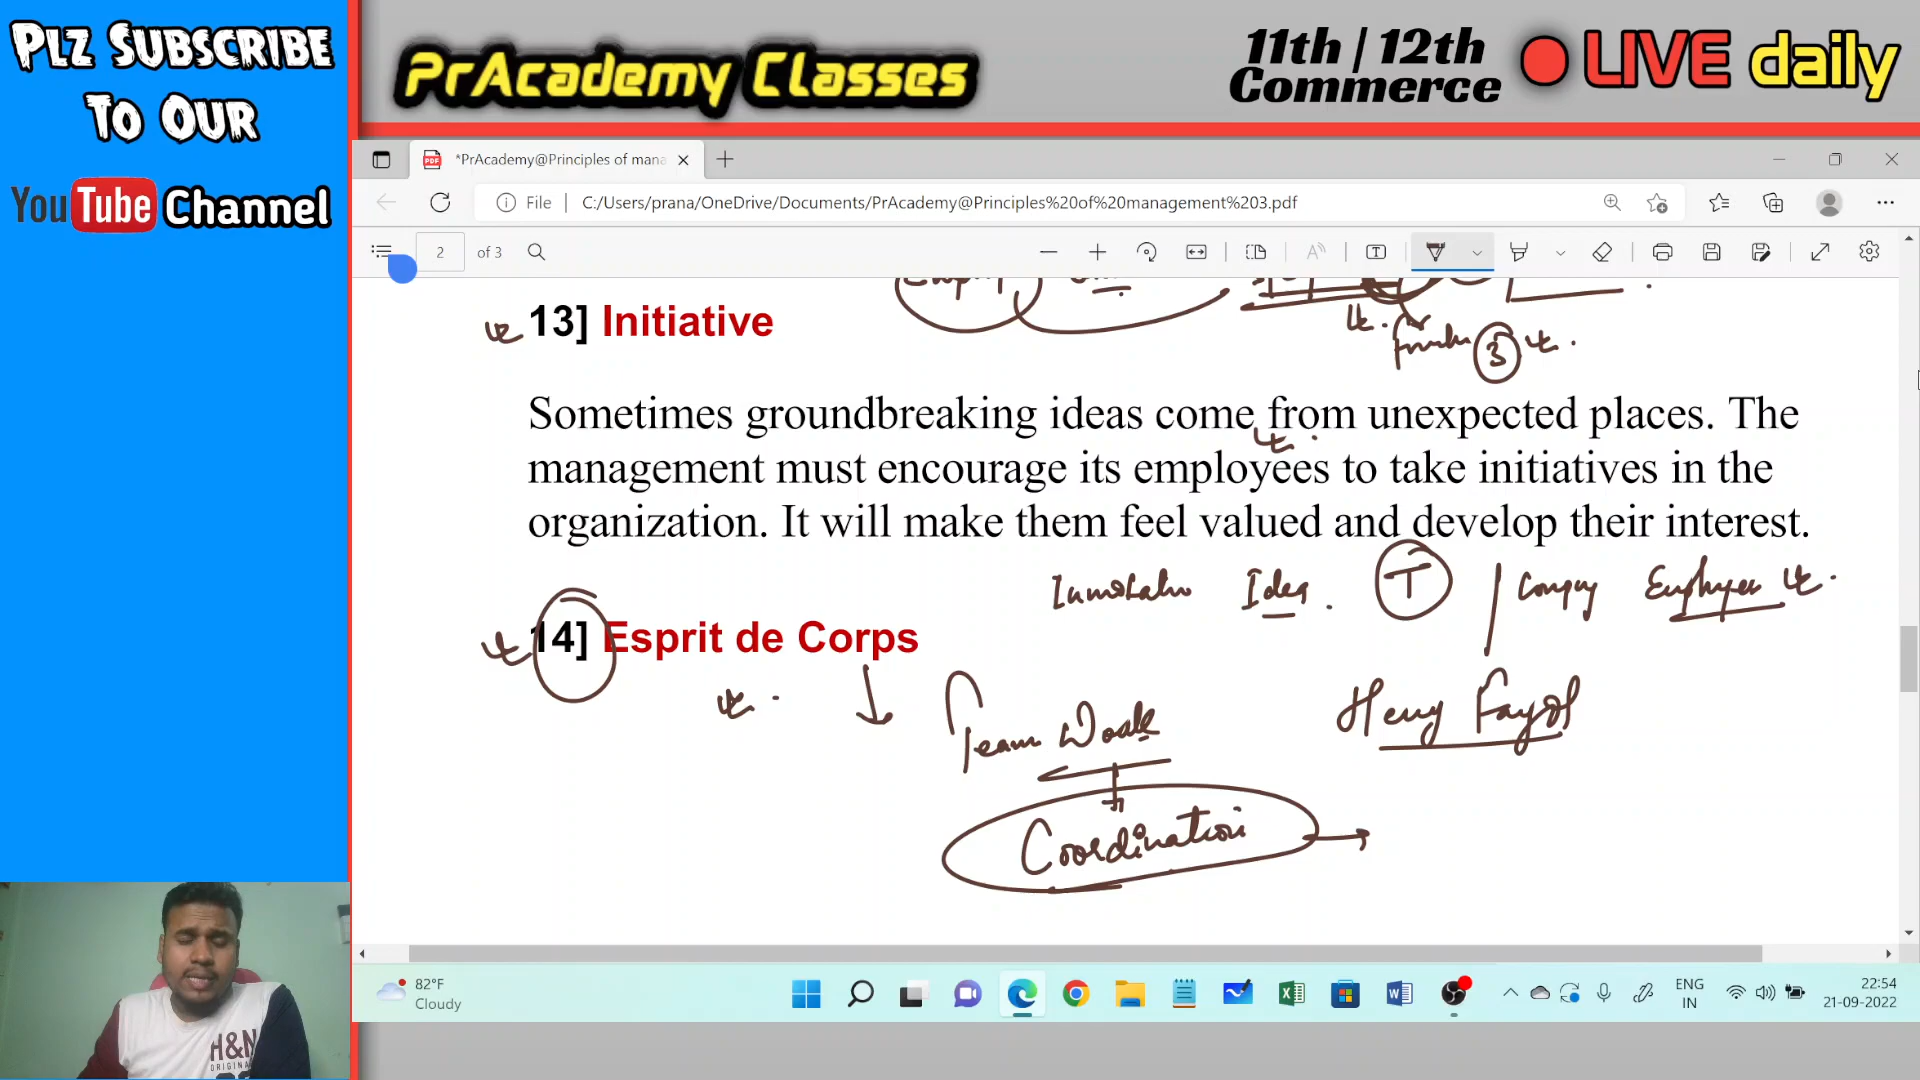 Plz Subscribe
To Our
YouTube Channel
PrAcademy Classes
11th | 12th
Commerce
LIVE daily
*PrAcademy@Principles of mana
File
C:/Users/prana/OneDrive/Documents/PrAcademy@Principles%20of%20management%203.pdf
2 of 3
13] Initiative
3
Sometimes groundbreaking ideas come from unexpected places. The
management must encourage its employees to take initiatives in the
organization. It will make them feel valued and develop their interest.
Idea. T Company Employee
14] Esprit de Corps
Team Work
Henry Fayol
Coordination
82°F
Cloudy
ENG
IN
22:54
21-09-2022
H&M
ORIGINA